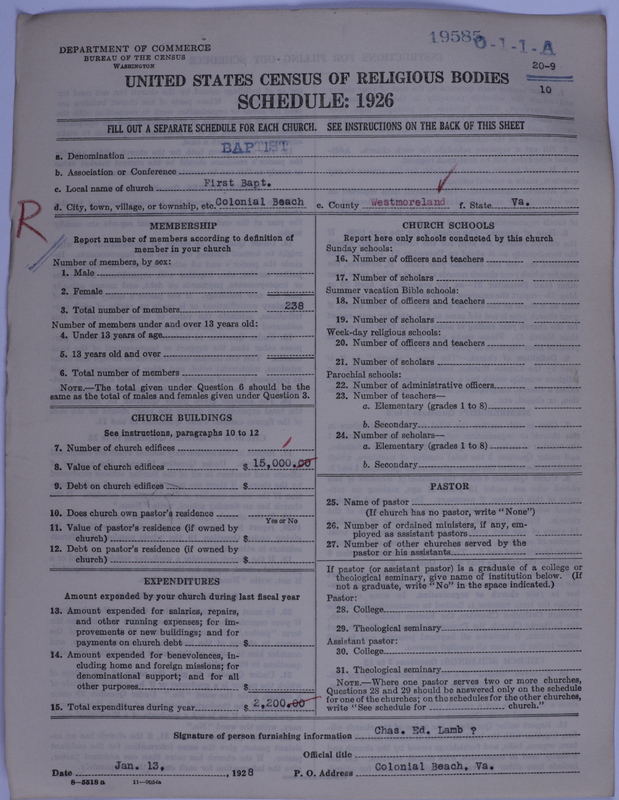 19585
0-1-1-A
DEPARTMENT OF COMMERCE
BUREAU OF THE CENSUS
WASHINGTON
20-9
10
UNITED STATES CENSUS OF RELIGIOUS BODIES
SCHEDULE: 1926
FILL OUT A SEPARATE SCHEDULE FOR EACH CHURCH. SEE INSTRUCTIONS ON THE BACK OF THIS SHEET
a. Denomination BAPTIST
b. Association or Conference
c. Local name of church First Bapt.
d. City, town, village, or township, etc. Colonial Beach e. County Westmoreland f. State Va.
R
MEMBERSHIP
Report number of members according to definition of
member in your church
Number of members, by sex:
1. Male
2. Female
3. Total number of members 238
Number of members under and over 13 years old:
4. Under 13 years of age
5. 13 years old and over
6. Total number of members
NOTE.—The total given under Question 6 should be the
same as the total of males and females given under Question 3.
CHURCH BUILDINGS
See instructions, paragraphs 10 to 12
7. Number of church edifices 1
8. Value of church edifices $ 15,000.00
9. Debt on church edifices $
10. Does church own pastor's residence
Yes or No
11. Value of pastor's residence (if owned by
church) $
12. Debt on pastor's residence (if owned by
church) $
EXPENDITURES
Amount expended by your church during last fiscal year
13. Amount expended for salaries, repairs,
and other running expenses; for im-
provements or new buildings; and for
payments on church debt $
14. Amount expended for benevolences, in-
cluding home and foreign missions; for
denominational support; and for all
other purposes $
15. Total expenditures during year $ 2,200.00
CHURCH SCHOOLS
Report here only schools conducted by this church
Sunday schools:
16. Number of officers and teachers
17. Number of scholars
Summer vacation Bible schools:
18. Number of officers and teachers
19. Number of scholars
Week-day religious schools:
20. Number of officers and teachers
21. Number of scholars
Parochial schools:
22. Number of administrative officers
23. Number of teachers—
a. Elementary (grades 1 to 8)
b. Secondary
24. Number of scholars—
a. Elementary (grades 1 to 8)
b. Secondary
PASTOR
25. Name of pastor
(If church has no pastor, write "None")
26. Number of ordained ministers, if any, em-
ployed as assistant pastors
27. Number of other churches served by the
pastor or his assistants
If pastor (or assistant pastor) is a graduate of a college or
theological seminary, give name of institution below. (If
not a graduate, write "No" in the space indicated.)
Pastor:
28. College
29. Theological seminary
Assistant pastor:
30. College
31. Theological seminary
NOTE.—Where one pastor serves two or more churches,
Questions 28 and 29 should be answered only on the schedule
for one of the churches; on the schedules for the other churches,
write "See schedule for church."
Signature of person furnishing information Chas. Ed. Lamb ?
Official title
Date Jan. 13, , 1928 P. O. Address Colonial Beach, Va.
8-5518 a